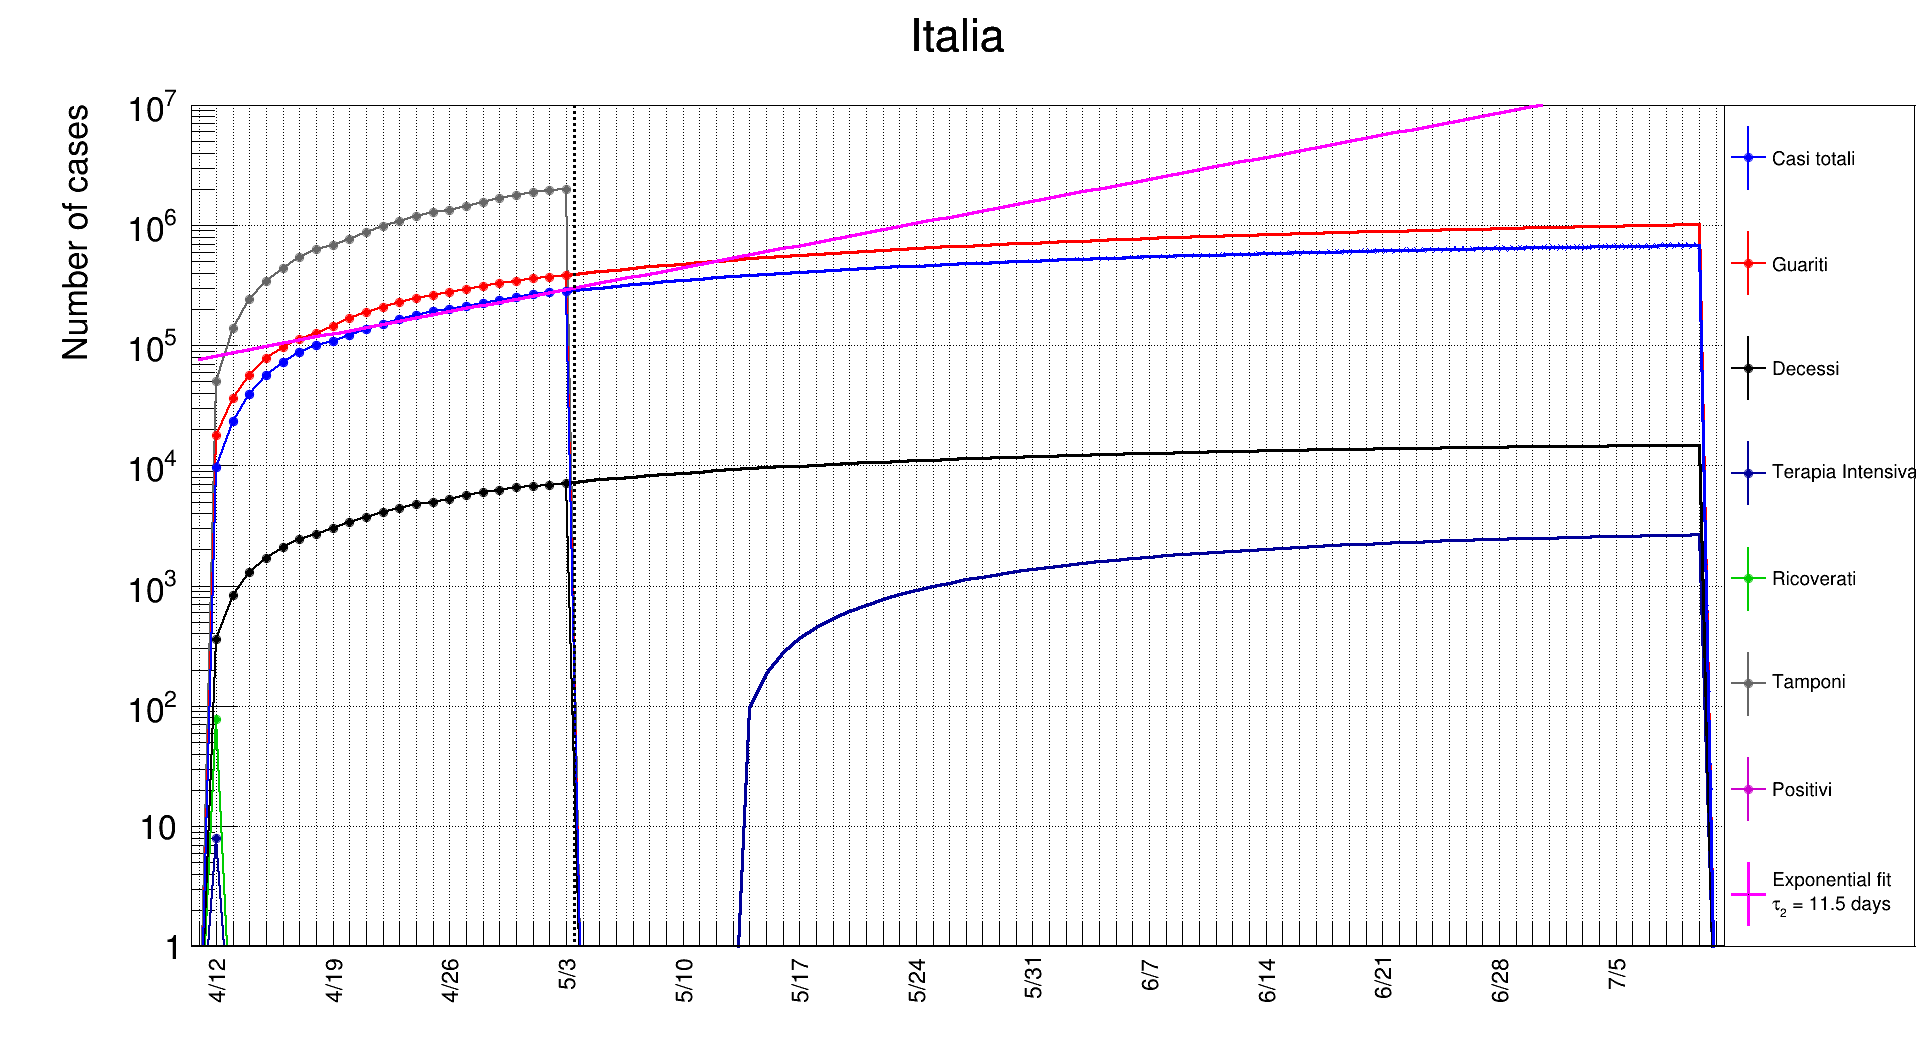 Italia
Number of cases
10^7
10^6
10^5
10^4
10^3
10^2
10
1
4/12
4/19
4/26
5/3
5/10
5/17
5/24
5/31
6/7
6/14
6/21
6/28
7/5
Casi totali
Guariti
Decessi
Terapia Intensiva
Ricoverati
Tamponi
Positivi
Exponential fit
τ_2 = 11.5 days